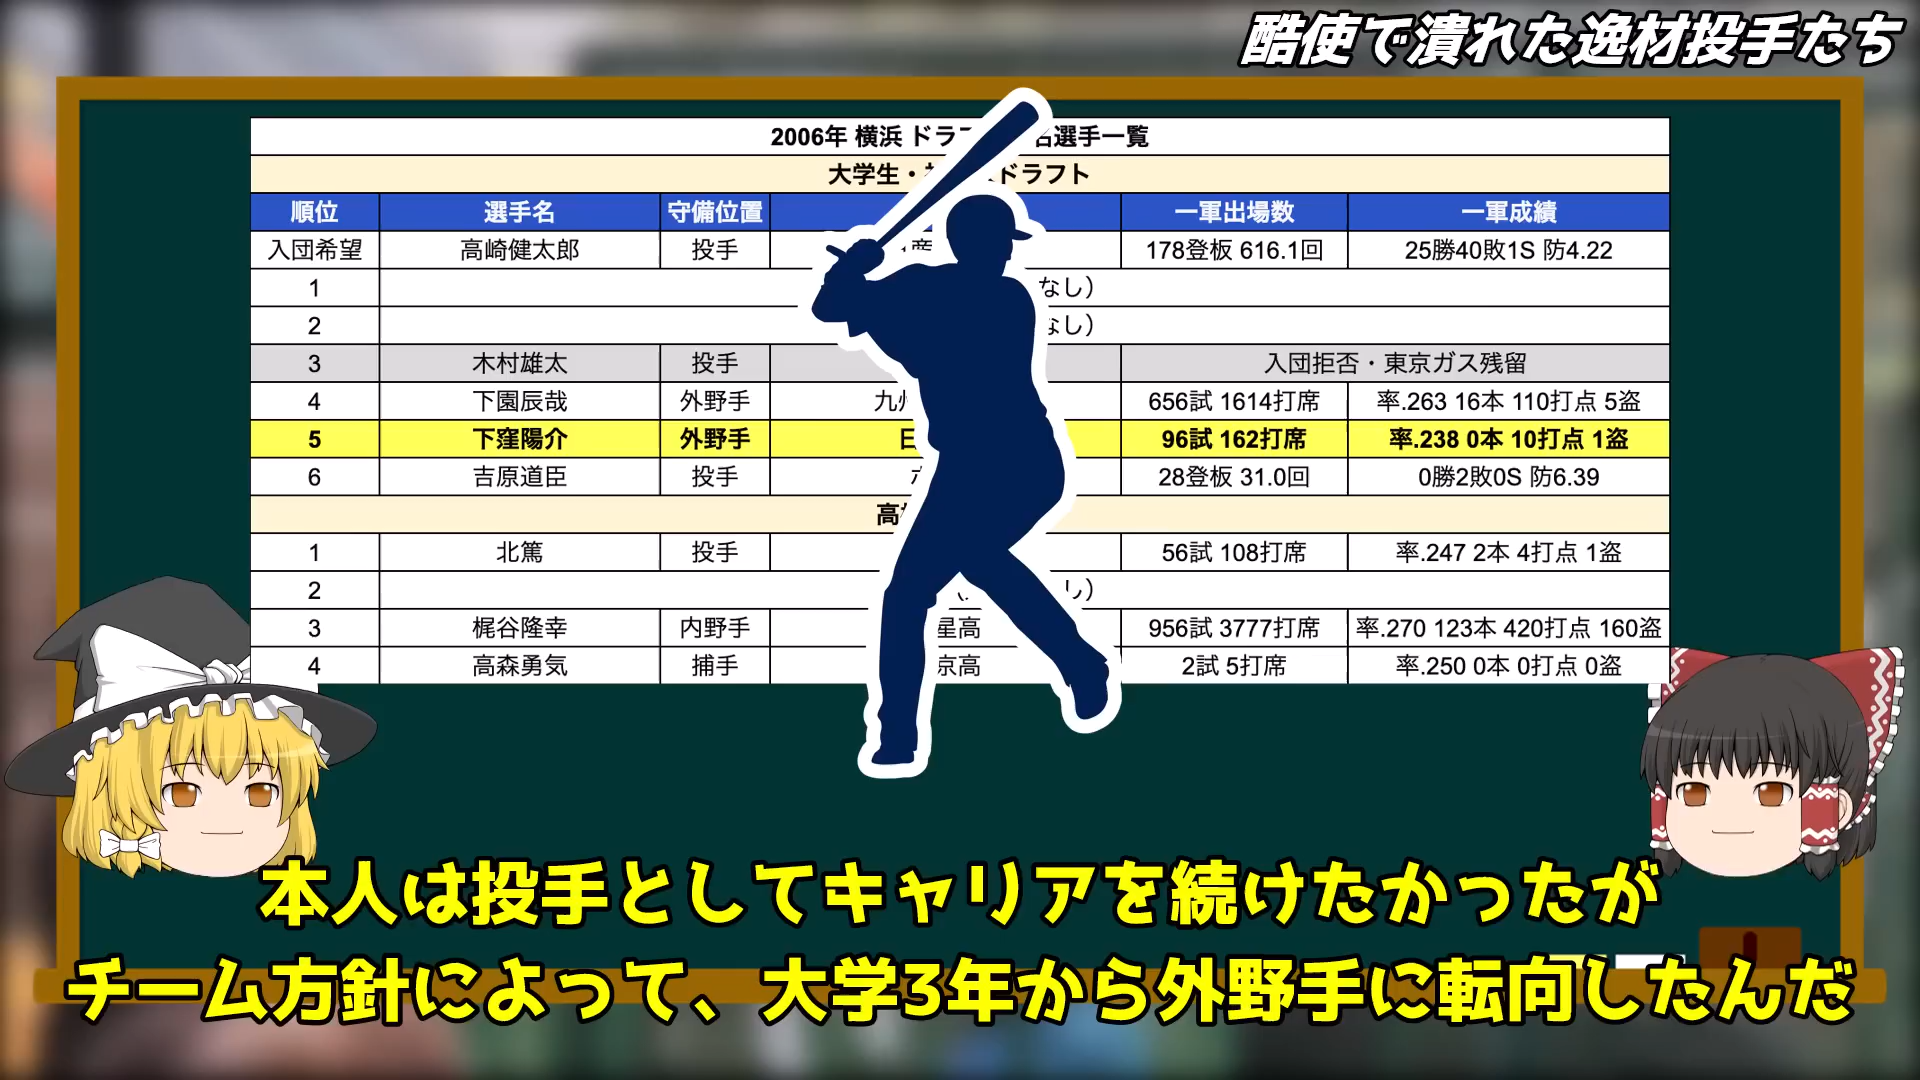 酷使で潰れた逸材投手たち
2006年 横浜 ドラ 選手一覧
大学生・ ドラフト
順位 選手名 守備位置 一軍出場数 一軍成績
入団希望 高崎健太郎 投手 産 178登板 616.1回 25勝40敗1S 防4.22
1 なし）
2 なし）
3 木村雄太 投手 入団拒否・東京ガス残留
4 下園辰哉 外野手 九州 656試 1614打席 率.263 16本 110打点 5盗
5 下窪陽介 外野手 日 96試 162打席 率.238 0本 10打点 1盗
6 吉原道臣 投手 28登板 31.0回 0勝2敗0S 防6.39
高
1 北篤 投手 56試 108打席 率.247 2本 4打点 1盗
2 し）
3 梶谷隆幸 内野手 星高 956試 3777打席 率.270 123本 420打点 160盗
4 高森勇気 捕手 京高 2試 5打席 率.250 0本 0打点 0盗
本人は投手としてキャリアを続けたかったが
チーム方針によって、大学3年から外野手に転向したんだ